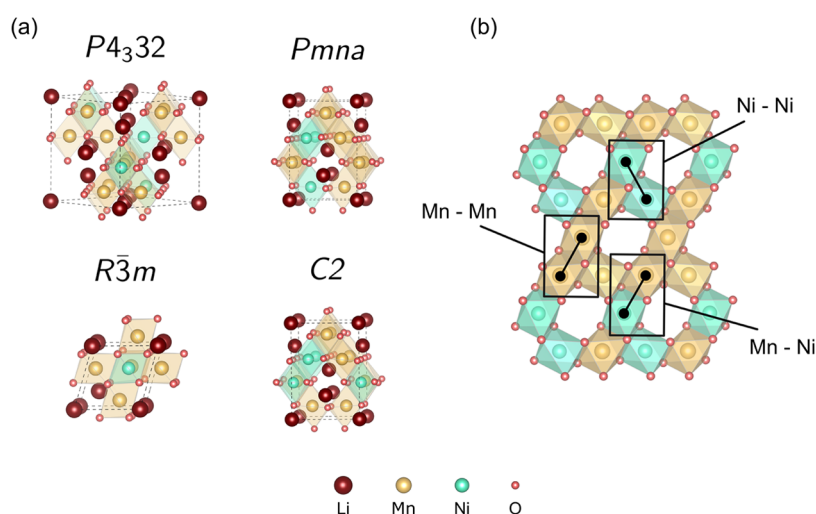 (a)
P4₃32
Pmna
(b)
Ni - Ni
Mn - Mn
R3̄m
C2
Mn - Ni
Li
Mn
Ni
O